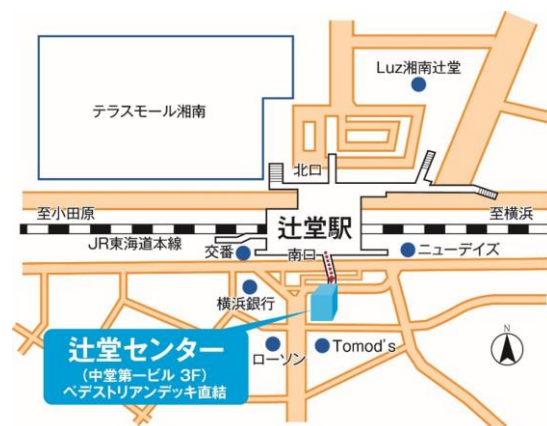 Luz湘南辻堂
テラスモール湘南
北口
至小田原
至横浜
辻堂駅
JR東海道本線
交番
南口
ニューデイズ
横浜銀行
辻堂センター
(中堂第一ビル 3F)
ペデストリアンデッキ直結
ローソン
Tomod's
N